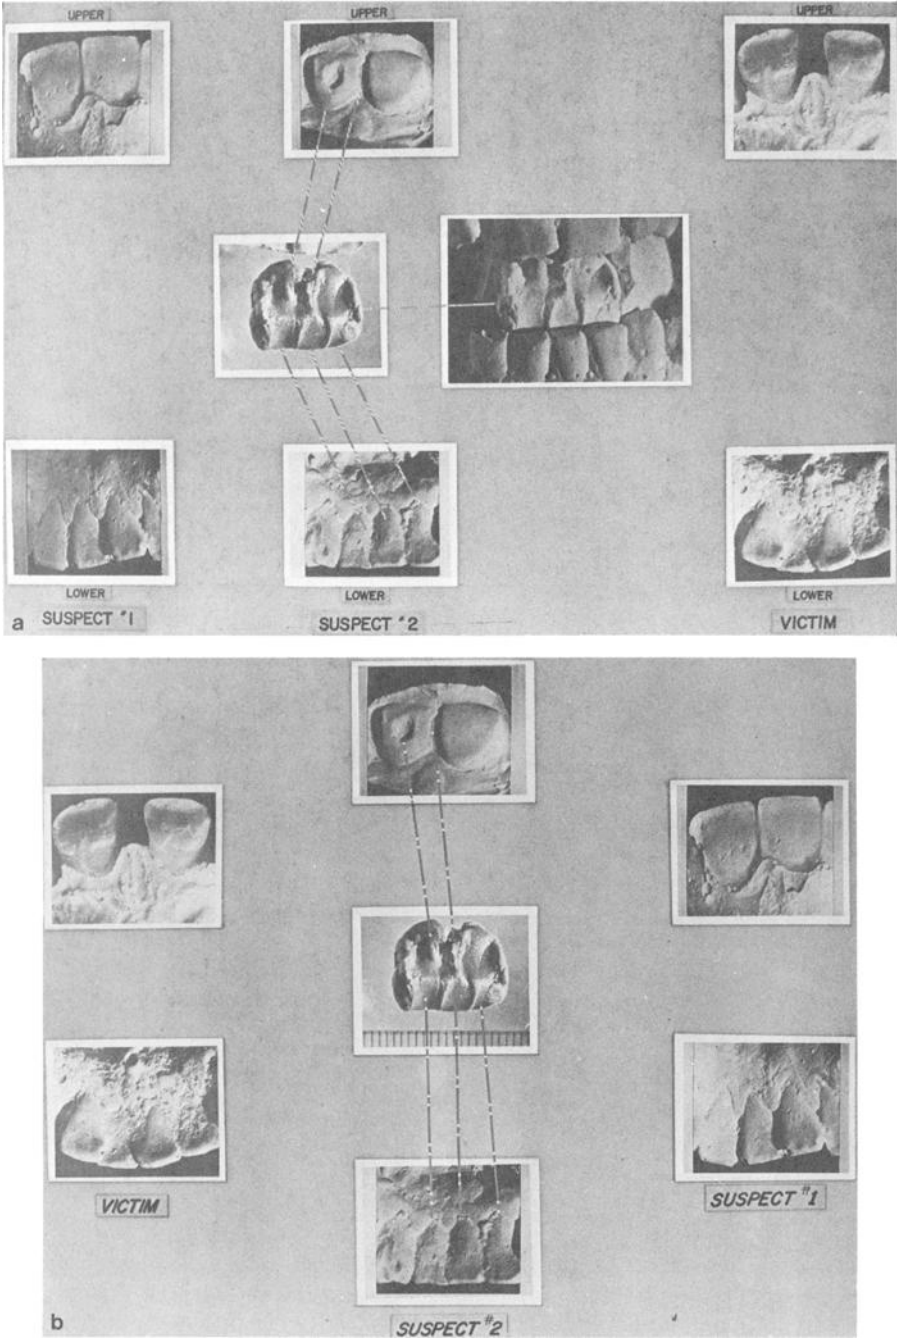 UPPER
UPPER
UPPER
LOWER
LOWER
LOWER
a
SUSPECT #1
SUSPECT #2
VICTIM
VICTIM
SUSPECT #1
b
SUSPECT #2